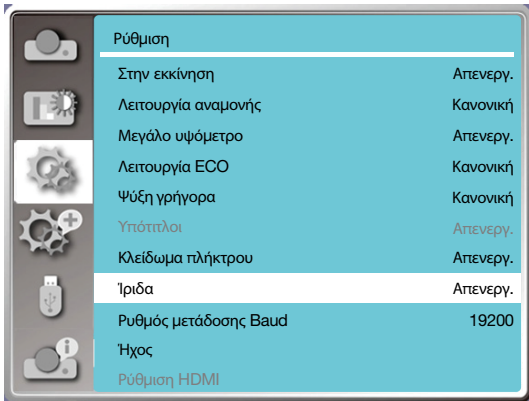 Ρύθμιση
Στην εκκίνηση Απενεργ.
Λειτουργία αναμονής Κανονική
Μεγάλο υψόμετρο Απενεργ.
Λειτουργία ECO Κανονική
Ψύξη γρήγορα Κανονική
Υπότιτλοι Απενεργ.
Κλείδωμα πλήκτρου Απενεργ.
Ίριδα Απενεργ.
Ρυθμός μετάδοσης Baud 19200
Ήχος
Ρύθμιση HDMI